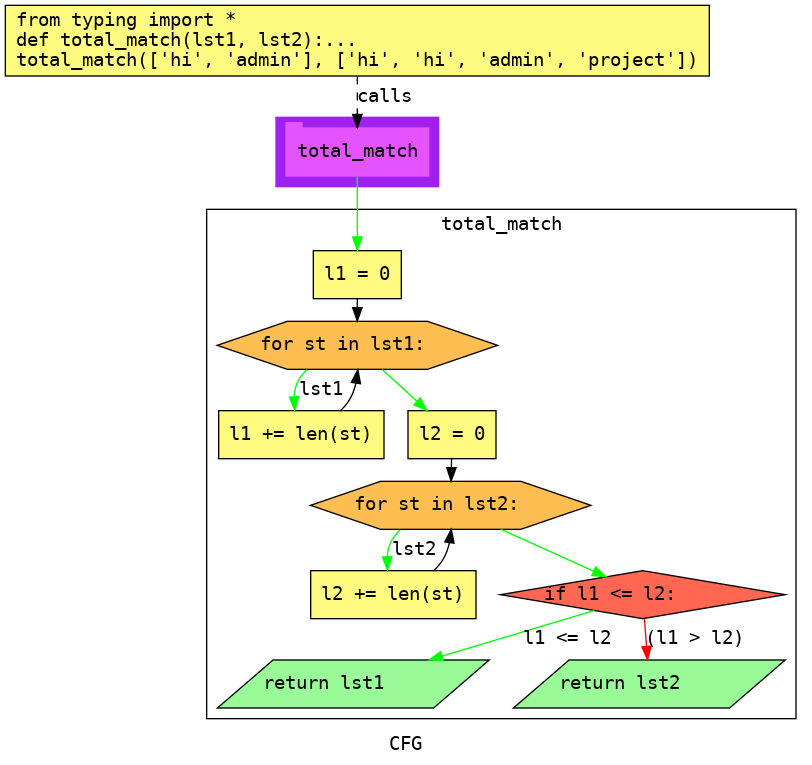 from typing import *
def total_match(lst1, lst2):...
total_match(['hi', 'admin'], ['hi', 'hi', 'admin', 'project'])
calls
total_match
total_match
l1 = 0
for st in lst1:
lst1
l1 += len(st)
l2 = 0
for st in lst2:
lst2
l2 += len(st)
if l1 <= l2:
l1 <= l2
(l1 > l2)
return lst1
return lst2
CFG